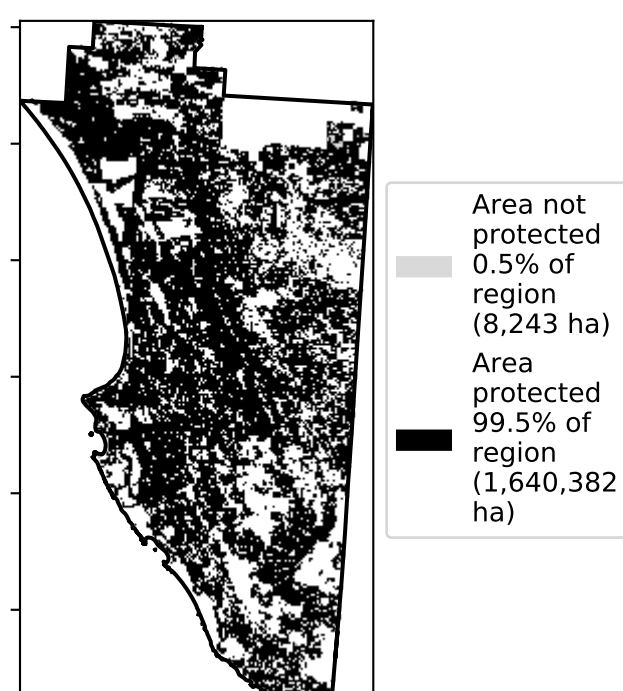 Area not
protected
0.5% of
region
(8,243 ha)
Area
protected
99.5% of
region
(1,640,382
ha)